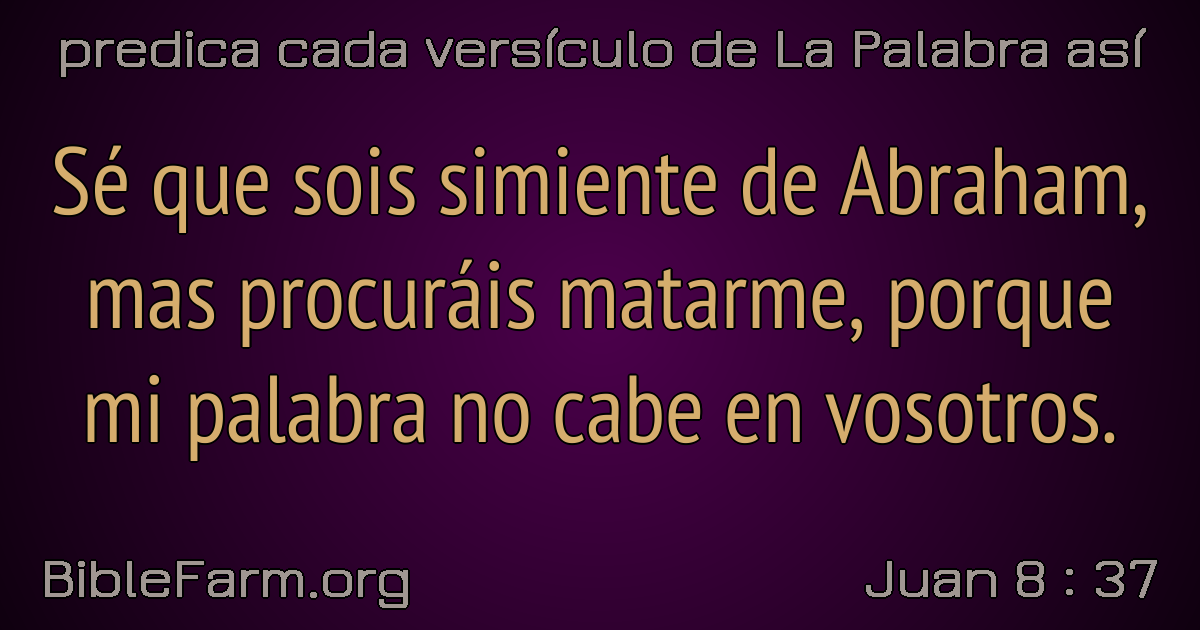 predica cada versículo de La Palabra así
Sé que sois simiente de Abraham,
mas procuráis matarme, porque
mi palabra no cabe en vosotros.
BibleFarm.org
Juan 8 : 37